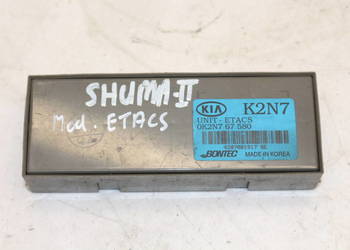 SHUMA-II
Mod. ETACS
KIA K2N7
UNIT - ETACS
0K2N7 67 580
BONTEC MADE IN KOREA